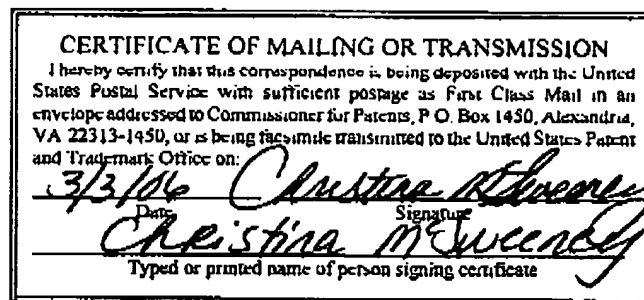 CERTIFICATE OF MAILING OR TRANSMISSION
I hereby certify that this correspondence is being deposited with the United
States Postal Service with sufficient postage as First Class Mail in an
envelope addressed to Commissioner for Patents, P O. Box 1450, Alexandria,
VA 22313-1450, or is being facsimile transmitted to the United States Patent
and Trademark Office on:
3/3/06 Christina McSweeney
Date Signature
Christina McSweeney
Typed or printed name of person signing certificate